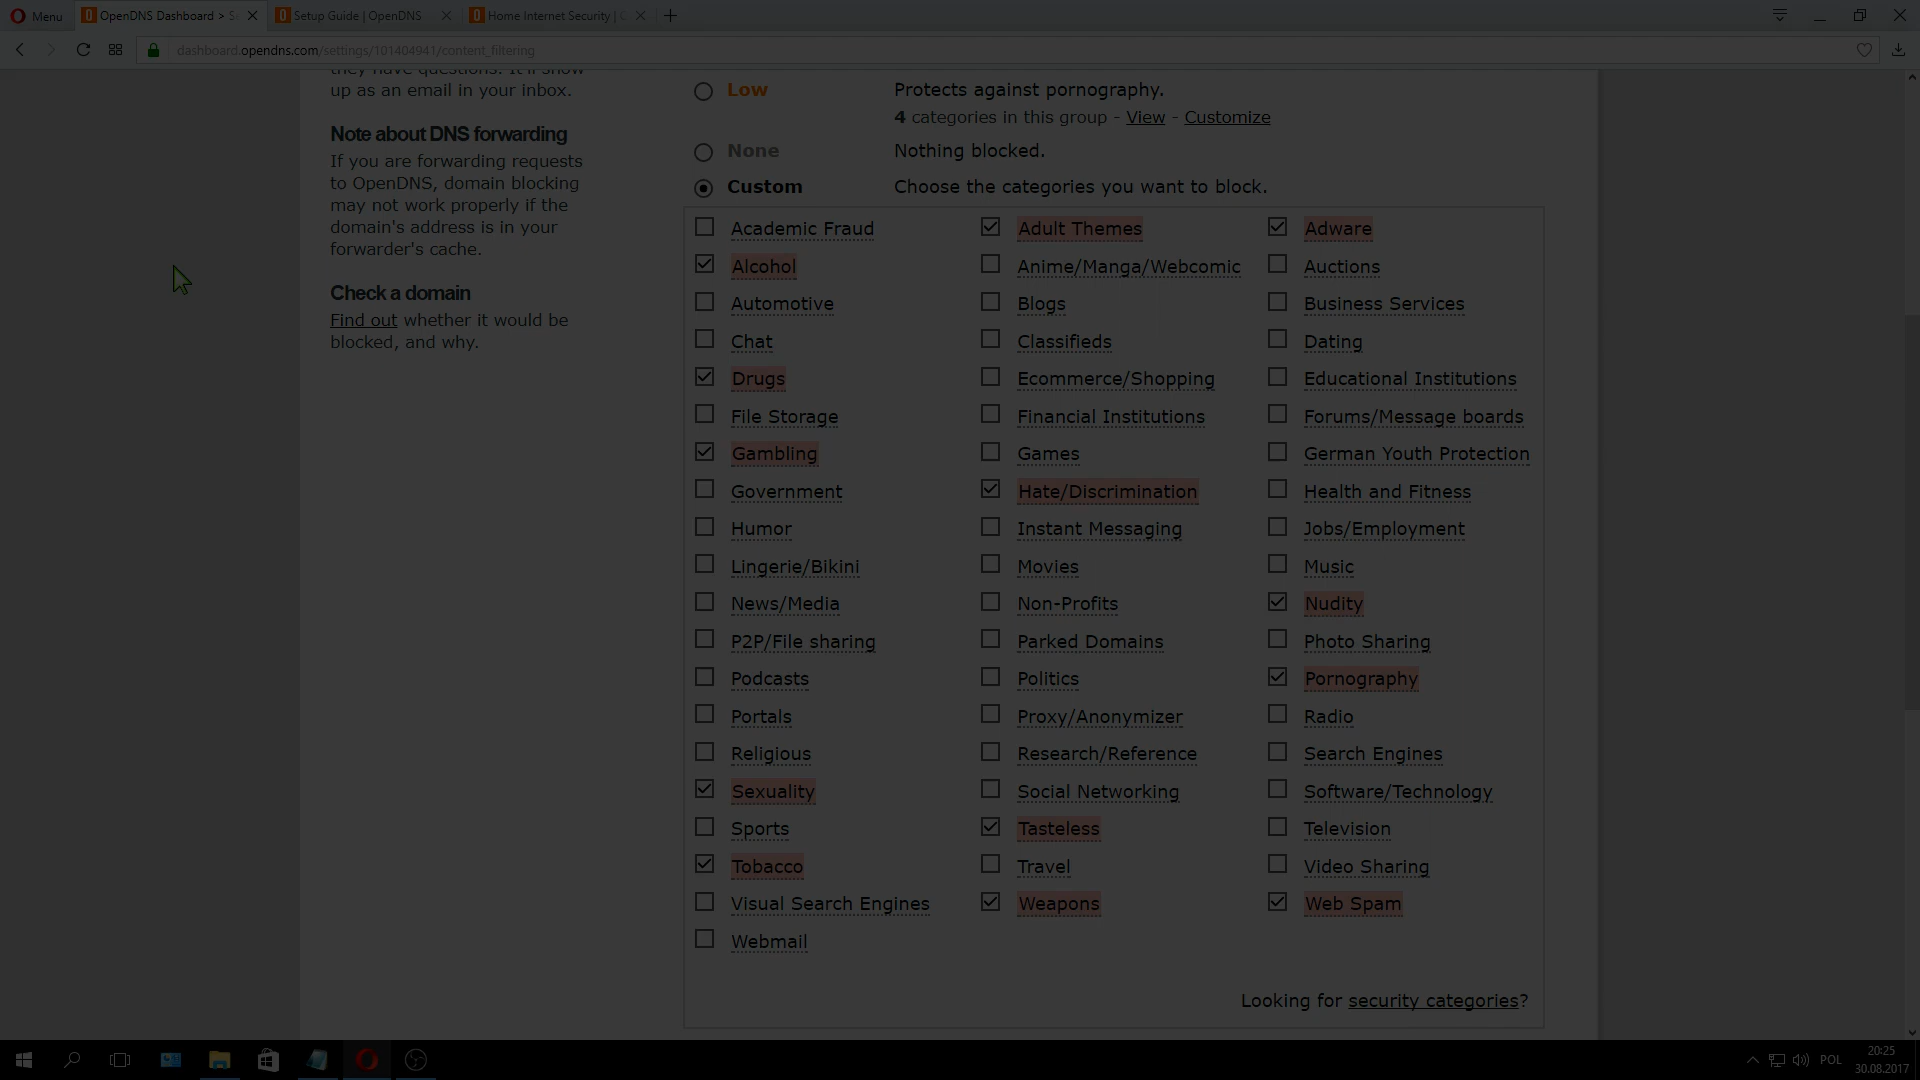 Menu
OpenDNS Dashboard > S
Setup Guide | OpenDNS
Home Internet Security |
dashboard.opendns.com/settings/101404941/content_filtering
they have questions. It'll show
up as an email in your inbox.
Note about DNS forwarding
If you are forwarding requests
to OpenDNS, domain blocking
may not work properly if the
domain's address is in your
forwarder's cache.
Check a domain
Find out whether it would be
blocked, and why.
Low Protects against pornography.
4 categories in this group - View - Customize
None Nothing blocked.
Custom Choose the categories you want to block.
Academic Fraud Adult Themes Adware
Alcohol Anime/Manga/Webcomic Auctions
Automotive Blogs Business Services
Chat Classifieds Dating
Drugs Ecommerce/Shopping Educational Institutions
File Storage Financial Institutions Forums/Message boards
Gambling Games German Youth Protection
Government Hate/Discrimination Health and Fitness
Humor Instant Messaging Jobs/Employment
Lingerie/Bikini Movies Music
News/Media Non-Profits Nudity
P2P/File sharing Parked Domains Photo Sharing
Podcasts Politics Pornography
Portals Proxy/Anonymizer Radio
Religious Research/Reference Search Engines
Sexuality Social Networking Software/Technology
Sports Tasteless Television
Tobacco Travel Video Sharing
Visual Search Engines Weapons Web Spam
Webmail
Looking for security categories?
POL
20:25
30.08.2017